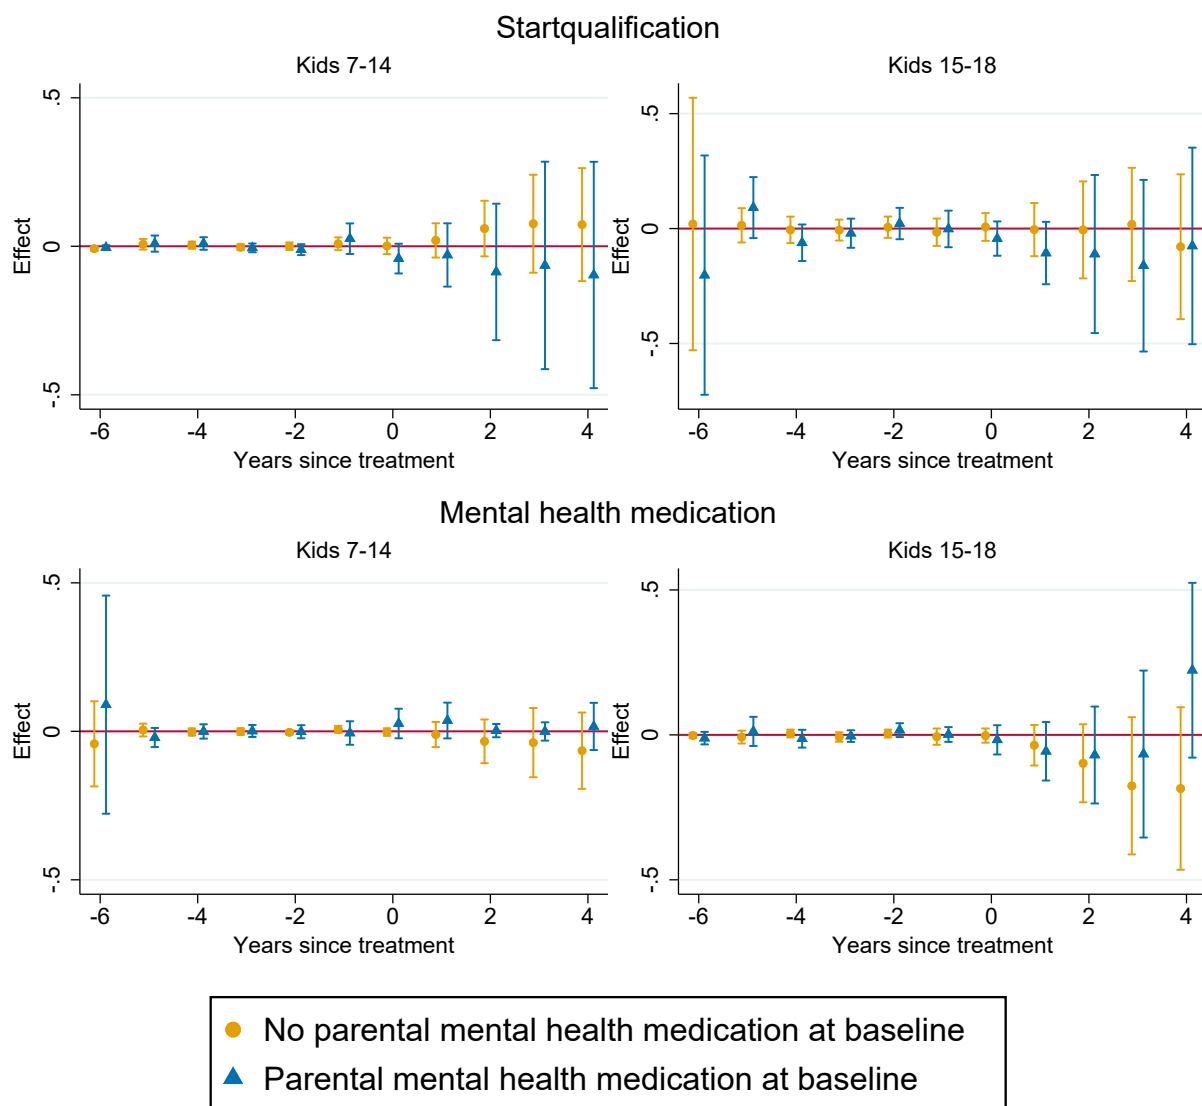 Startqualification
Kids 7-14
Kids 15-18
.5
0
-.5
Effect
-6 -4 -2 0 2 4
Years since treatment
.5
0
-.5
Effect
-6 -4 -2 0 2 4
Years since treatment
Mental health medication
Kids 7-14
Kids 15-18
.5
0
-.5
Effect
-6 -4 -2 0 2 4
Years since treatment
.5
0
-.5
Effect
-6 -4 -2 0 2 4
Years since treatment
No parental mental health medication at baseline
Parental mental health medication at baseline